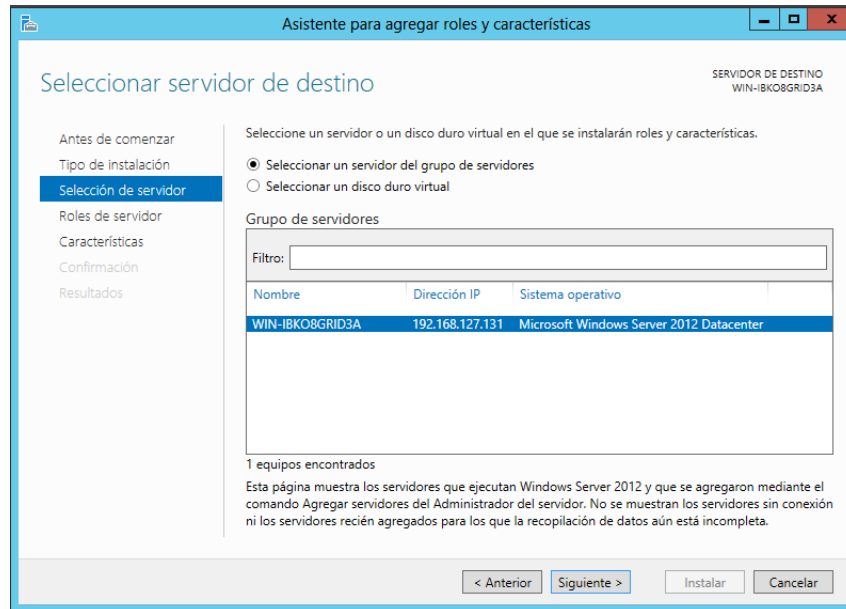 Asistente para agregar roles y características
Seleccionar servidor de destino
SERVIDOR DE DESTINO
WIN-IBKO8GRID3A
Antes de comenzar
Tipo de instalación
Selección de servidor
Roles de servidor
Características
Confirmación
Resultados
Seleccione un servidor o un disco duro virtual en el que se instalarán roles y características.
Seleccionar un servidor del grupo de servidores
Seleccionar un disco duro virtual
Grupo de servidores
Filtro:
Nombre Dirección IP Sistema operativo
WIN-IBKO8GRID3A 192.168.127.131 Microsoft Windows Server 2012 Datacenter
1 equipos encontrados
Esta página muestra los servidores que ejecutan Windows Server 2012 y que se agregaron mediante el
comando Agregar servidores del Administrador del servidor. No se muestran los servidores sin conexión
ni los servidores recién agregados para los que la recopilación de datos aún está incompleta.
< Anterior Siguiente > Instalar Cancelar